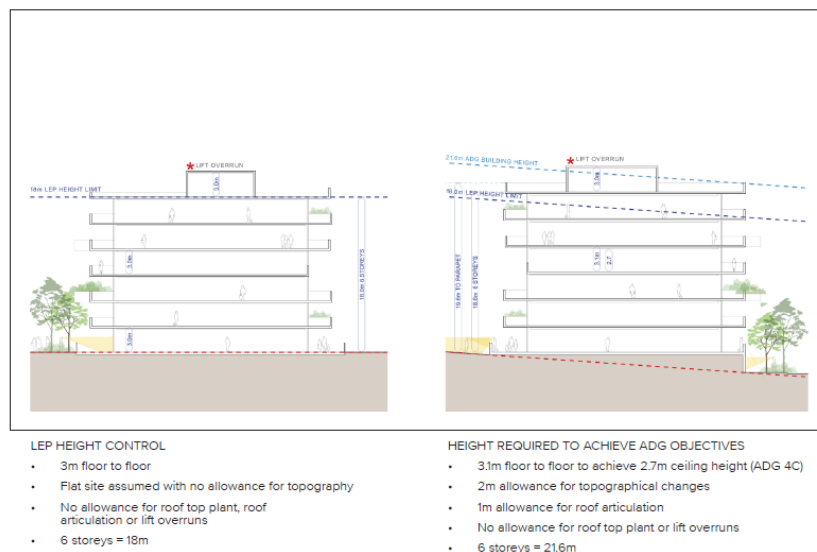 * LIFT OVERRUN
18m LEP HEIGHT LIMIT
3.0m
3.0m
3.0m
18.0m 6 STOREYS
21.6m ADG BUILDING HEIGHT
* LIFT OVERRUN
3.0m
18.0m LEP HEIGHT LIMIT
3.1m
2.7
19.6m TO PARAPET
18.6m 6 STOREYS
LEP HEIGHT CONTROL
• 3m floor to floor
• Flat site assumed with no allowance for topography
• No allowance for roof top plant, roof
articulation or lift overruns
• 6 storeys = 18m
HEIGHT REQUIRED TO ACHIEVE ADG OBJECTIVES
• 3.1m floor to floor to achieve 2.7m ceiling height (ADG 4C)
• 2m allowance for topographical changes
• 1m allowance for roof articulation
• No allowance for roof top plant or lift overruns
• 6 storeys = 21.6m